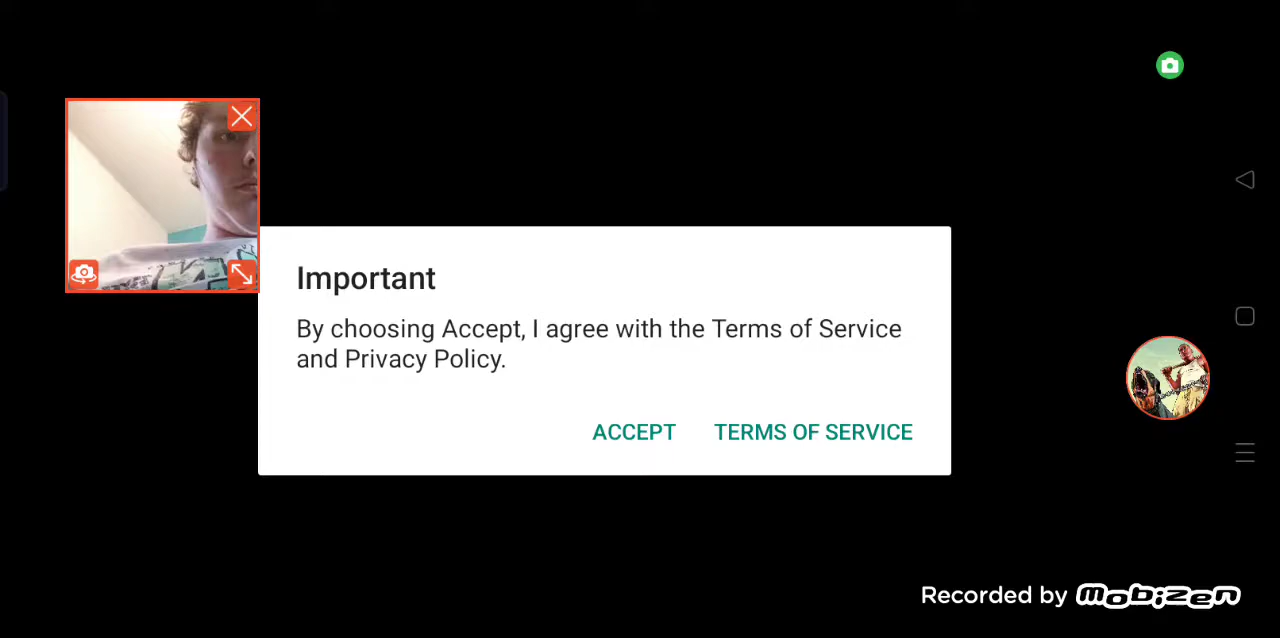 Important
By choosing Accept, I agree with the Terms of Service
and Privacy Policy.
ACCEPT TERMS OF SERVICE
Recorded by mobizen